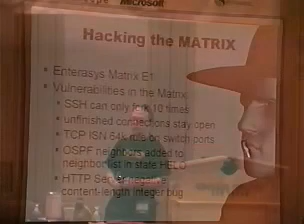 Microsoft
Hacking the MATRIX
Enterasys Matrix E1
Vulnerabilities in the Matrix
SSH can only fork 10 times
unfinished connections stay open
TCP ISN 64k rule on switch ports
OSPF neighbors added to
neighbor list in state HELO
HTTP Server negative
content-length integer bug